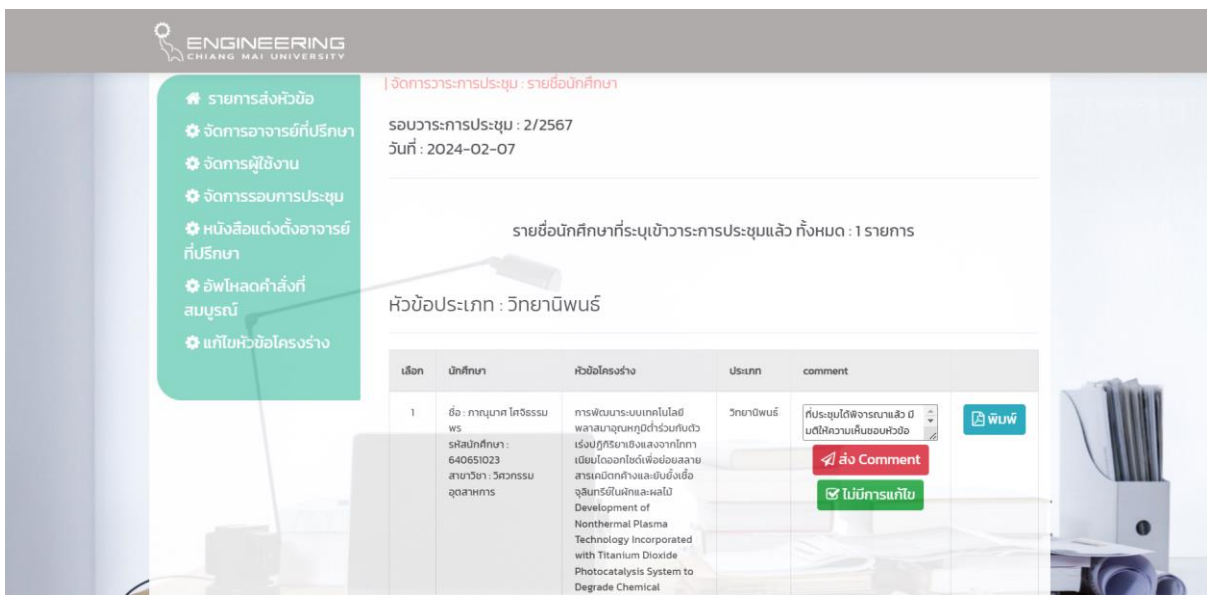 ENGINEERING
CHIANG MAI UNIVERSITY
รายการส่งหัวข้อ
จัดการอาจารย์ที่ปรึกษา
จัดการผู้ใช้งาน
จัดการรอบการประชุม
หนังสือแต่งตั้งอาจารย์
ที่ปรึกษา
อัพโหลดคำสั่งที่
สมบูรณ์
แก้ไขหัวข้อโครงร่าง
| จัดการวาระการประชุม : รายชื่อนักศึกษา
รอบวาระการประชุม : 2/2567
วันที่ : 2024-02-07
รายชื่อนักศึกษาที่ระบุเข้าวาระการประชุมแล้ว ทั้งหมด : 1 รายการ
หัวข้อประเภท : วิทยานิพนธ์
เลือก นักศึกษา หัวข้อโครงร่าง ประเภท comment
1
ชื่อ : ภาณุมาศ โศจิธรรม
พร
รหัสนักศึกษา :
640651023
สาขาวิชา : วิศวกรรม
อุตสาหการ
การพัฒนาระบบเทคโนโลยี
พลาสมาอุณหภูมิต่ำร่วมกับตัว
เร่งปฏิกิริยาเชิงแสงจากไททา
เนียมไดออกไซด์เพื่อย่อยสลาย
สารเคมีตกค้างและยับยั้งเชื้อ
จุลินทรีย์ในผักและผลไม้
Development of
Nonthermal Plasma
Technology Incorporated
with Titanium Dioxide
Photocatalysis System to
Degrade Chemical
วิทยานิพนธ์
ที่ประชุมได้พิจารณาแล้ว มี
มติให้ความเห็นชอบหัวข้อ
ส่ง Comment
ไม่มีการแก้ไข
พิมพ์